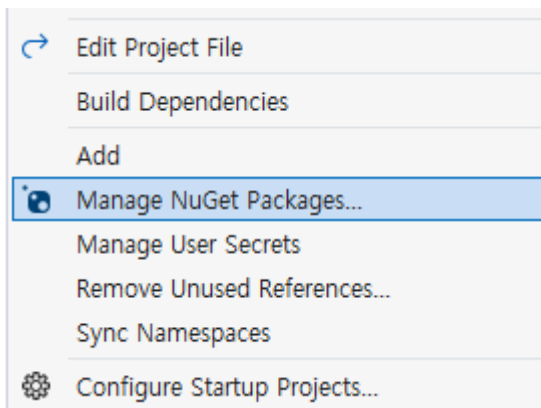 Edit Project File
Build Dependencies
Add
Manage NuGet Packages...
Manage User Secrets
Remove Unused References...
Sync Namespaces
Configure Startup Projects...